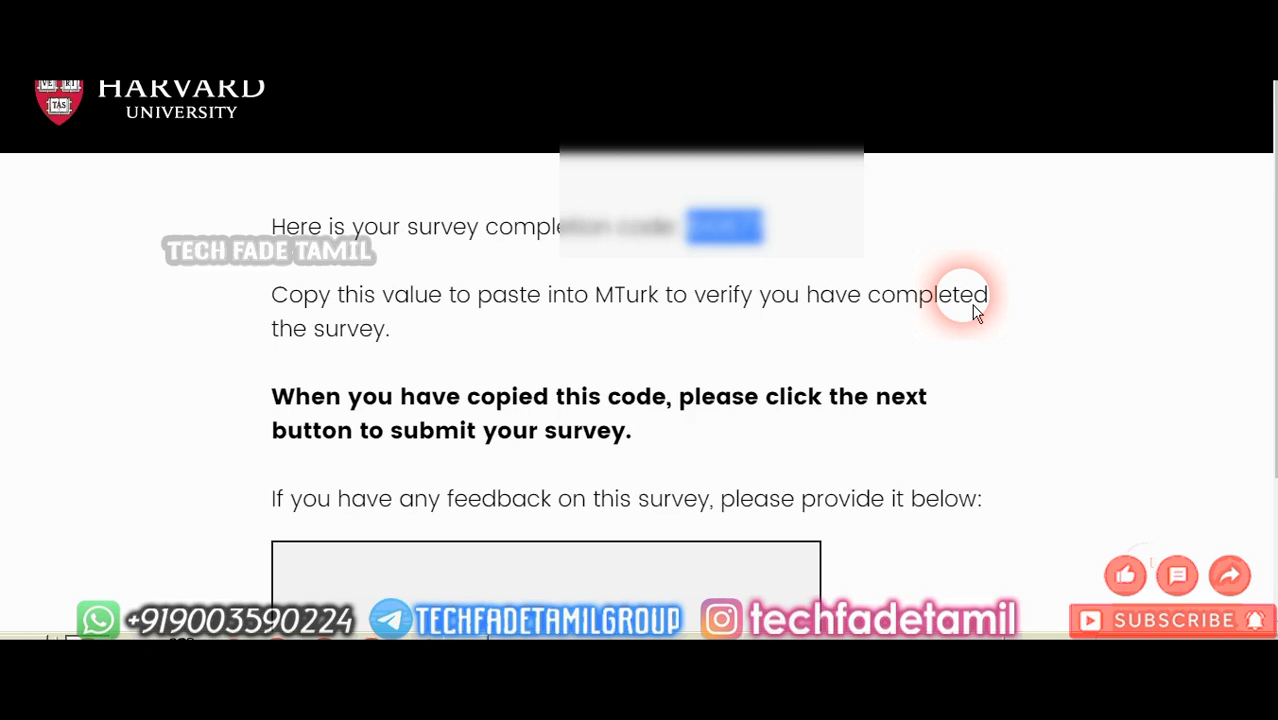 HARVARD
UNIVERSITY
Here is your survey completion code:
TECH FADE TAMIL
Copy this value to paste into MTurk to verify you have completed
the survey.
When you have copied this code, please click the next
button to submit your survey.
If you have any feedback on this survey, please provide it below:
+919003590224 TECHFADETAMILGROUP techfadetamil
SUBSCRIBE